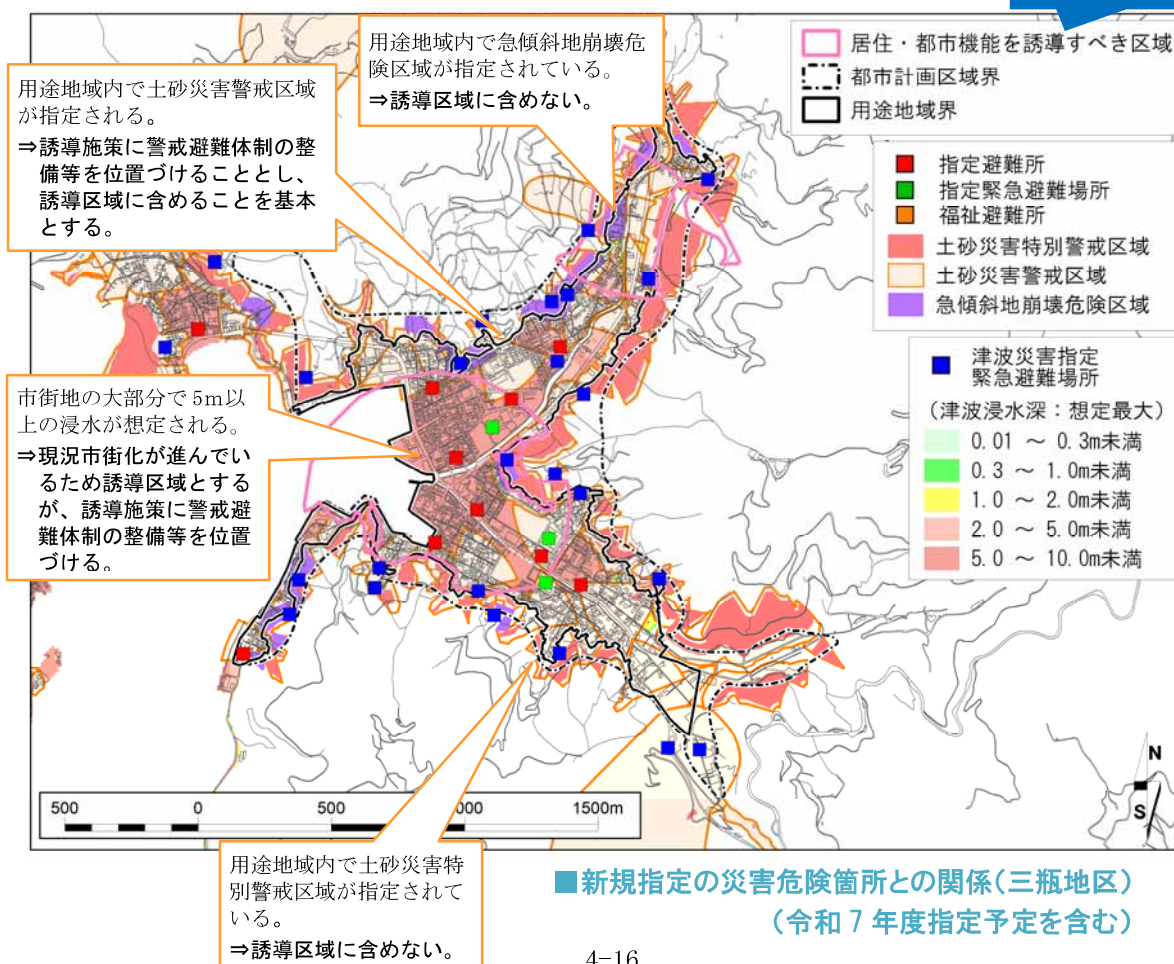 用途地域内で急傾斜地崩壊危
険区域が指定されている。
⇒誘導区域に含めない。
居住・都市機能を誘導すべき区域
都市計画区域界
用途地域界
用途地域内で土砂災害警戒区域
が指定される。
⇒誘導施策に警戒避難体制の整
備等を位置づけることとし、
誘導区域に含めることを基本
とする。
指定避難所
指定緊急避難場所
福祉避難所
土砂災害特別警戒区域
土砂災害警戒区域
急傾斜地崩壊危険区域
津波災害指定
緊急避難場所
(津波浸水深:想定最大)
0.01 ~ 0.3m未満
0.3 ~ 1.0m未満
1.0 ~ 2.0m未満
2.0 ~ 5.0m未満
5.0 ~ 10.0m未満
市街地の大部分で5m以
上の浸水が想定される。
⇒現況市街化が進んでい
るため誘導区域とする
が、誘導施策に警戒避
難体制の整備等を位置
づける。
N
S
500 0 500 000 1500m
用途地域内で土砂災害特
別警戒区域が指定されて
いる。
⇒誘導区域に含めない。
■新規指定の災害危険箇所との関係(三瓶地区)
(令和7年度指定予定を含む)
4-16